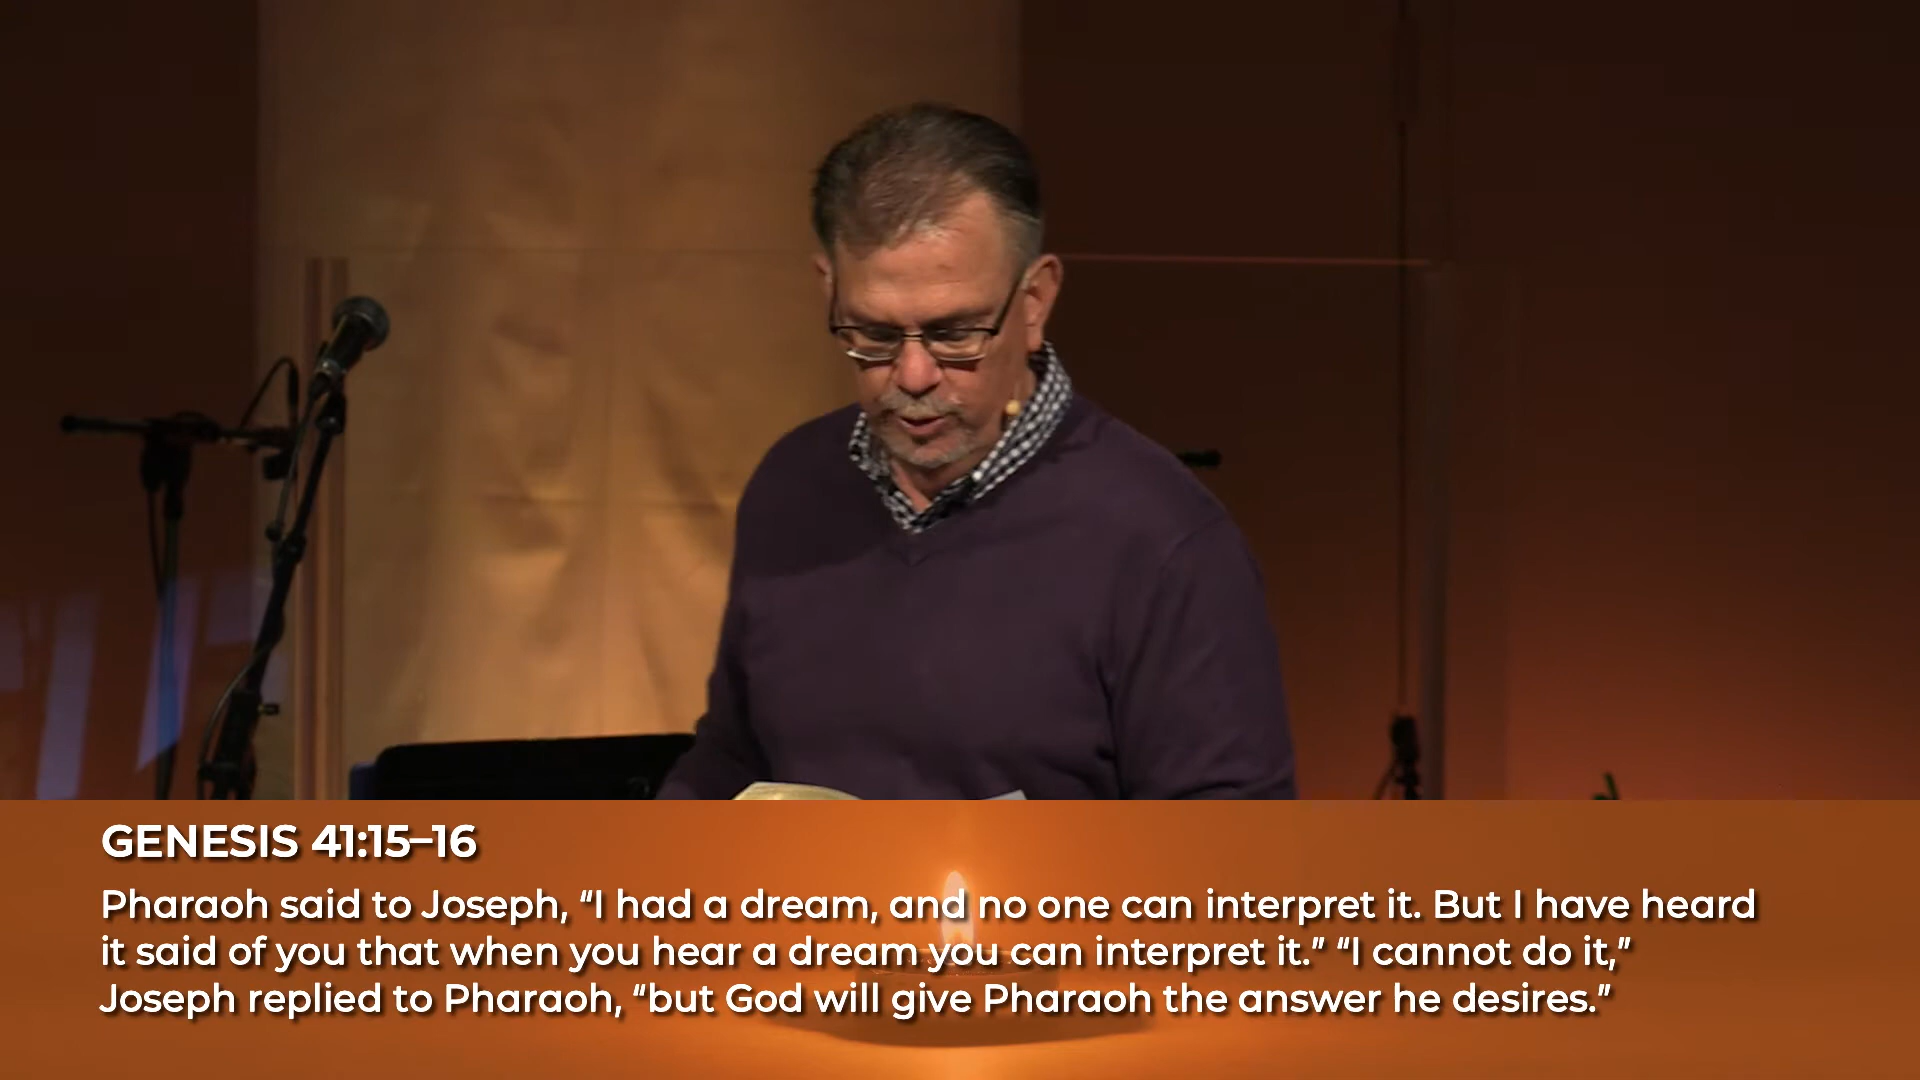 GENESIS 41:15–16
Pharaoh said to Joseph, “I had a dream, and no one can interpret it. But I have heard
it said of you that when you hear a dream you can interpret it.” “I cannot do it,”
Joseph replied to Pharaoh, “but God will give Pharaoh the answer he desires.”